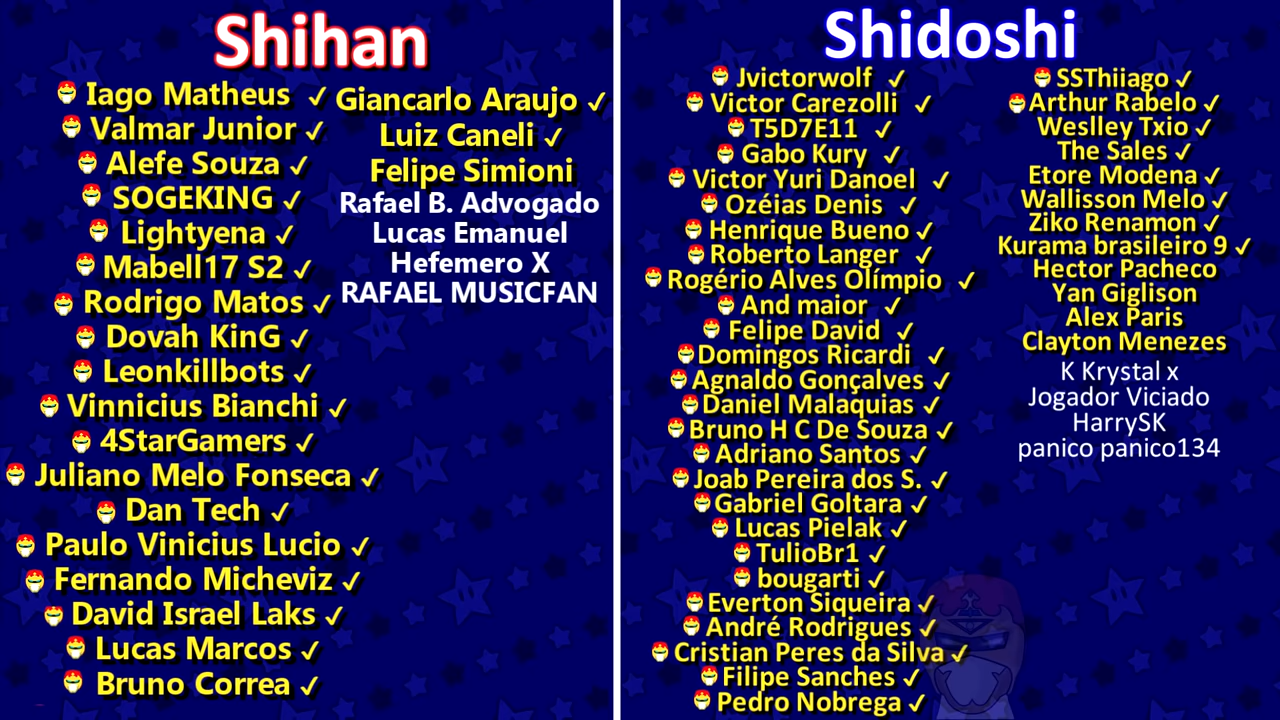 Shihan
Iago Matheus ✓
Valmar Junior ✓
Alefe Souza ✓
SOGEKING ✓
Lightyena ✓
Mabell17 S2 ✓
Rodrigo Matos ✓
Dovah KinG ✓
Leonkillbots ✓
Vinnicius Bianchi ✓
4StarGamers ✓
Juliano Melo Fonseca ✓
Dan Tech ✓
Paulo Vinicius Lucio ✓
Fernando Micheviz ✓
David Israel Laks ✓
Lucas Marcos ✓
Bruno Correa ✓
Giancarlo Araujo ✓
Luiz Caneli ✓
Felipe Simioni
Rafael B. Advogado
Lucas Emanuel
Hefemero X
RAFAEL MUSICFAN
Shidoshi
Jvictorwolf ✓
Victor Carezolli ✓
T5D7E11 ✓
Gabo Kury ✓
Victor Yuri Danoel ✓
Ozéias Denis ✓
Henrique Bueno ✓
Roberto Langer ✓
Rogério Alves Olímpio ✓
And maior ✓
Felipe David ✓
Domingos Ricardi ✓
Agnaldo Gonçalves ✓
Daniel Malaquias ✓
Bruno H C De Souza ✓
Adriano Santos ✓
Joab Pereira dos S. ✓
Gabriel Goltara ✓
Lucas Pielak ✓
TulioBr1 ✓
bougarti ✓
Everton Siqueira ✓
André Rodrigues ✓
Cristian Peres da Silva ✓
Filipe Sanches ✓
Pedro Nobrega ✓
SSThiiago ✓
Arthur Rabelo ✓
Weslley Txio ✓
The Sales ✓
Etore Modena ✓
Wallisson Melo ✓
Ziko Renamon ✓
Kurama brasileiro 9 ✓
Hector Pacheco
Yan Giglison
Alex Paris
Clayton Menezes
K Krystal x
Jogador Viciado
HarrySK
panico panico134